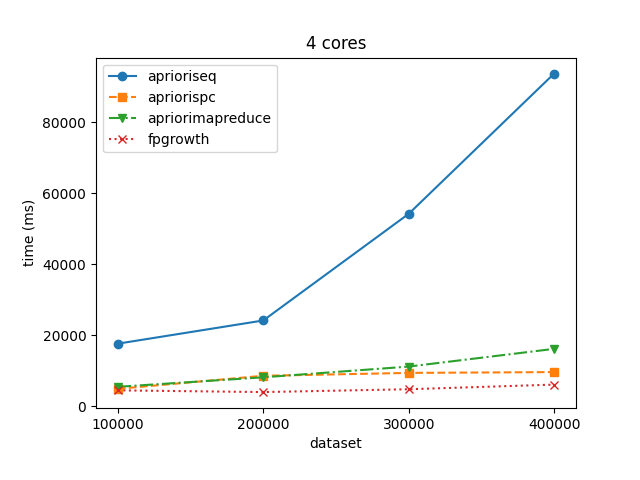 4 cores
aprioriseq
apriorispc
apriorimapreduce
fpgrowth
time (ms)
80000
60000
40000
20000
0
100000 200000 300000 400000
dataset